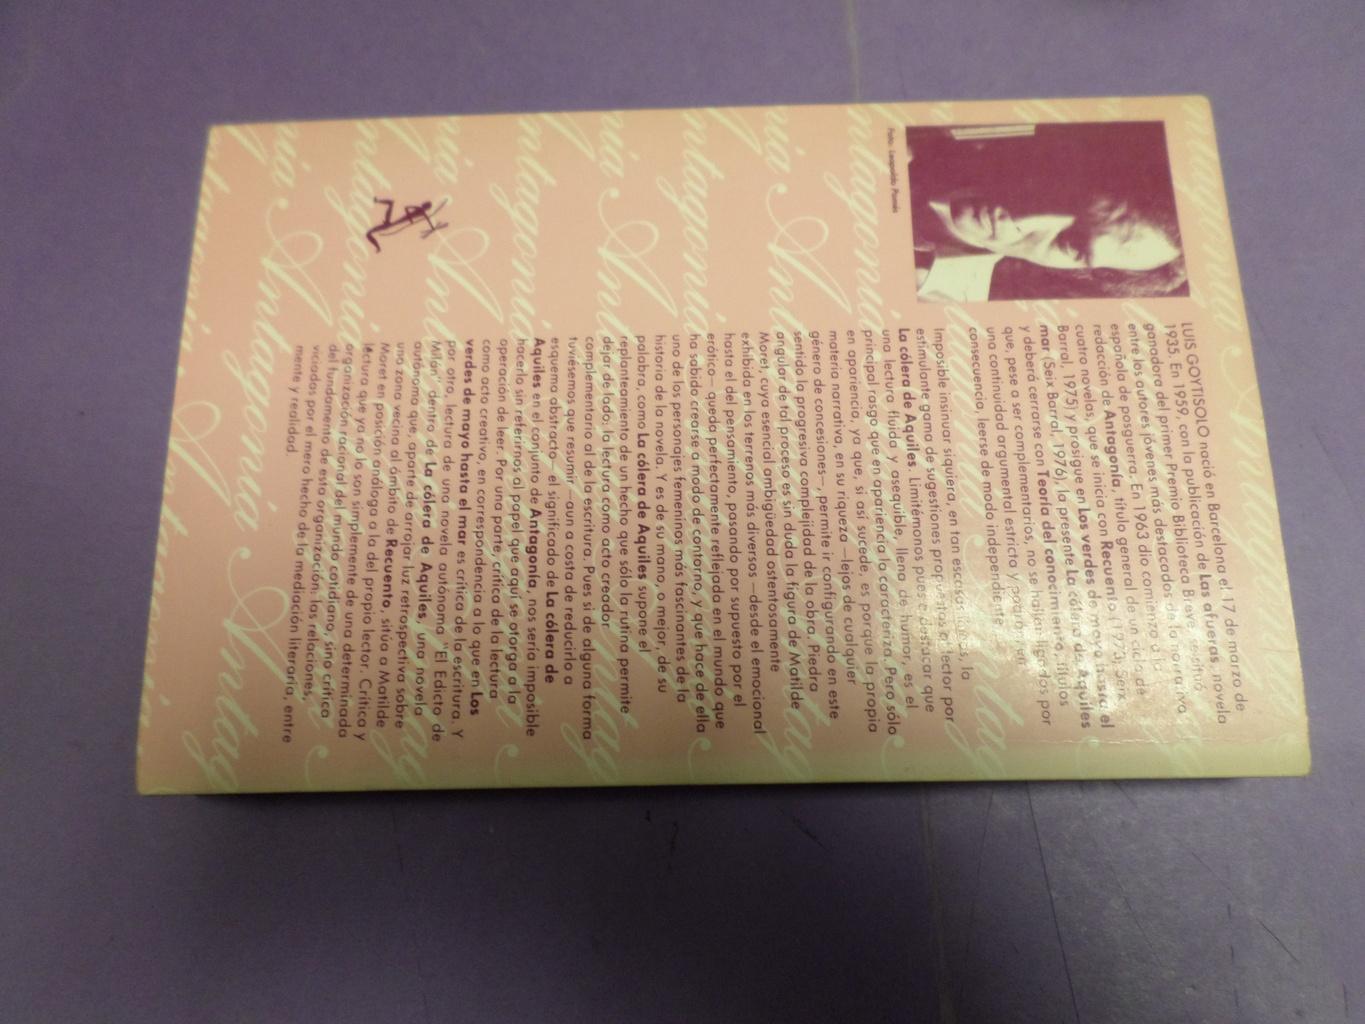 LUIS GOYTISOLO nació en Barcelona el 17 de marzo de
1935. En 1959, con la publicación de Las afueras, novela
ganadora del primer Premio Biblioteca Breve, se situó
entre los autores jóvenes más destacados de la narrativa
española de posguerra. En 1963 dio comienzo a la
redacción de Antagonía, título general de un ciclo de
cuatro novelas, que se inicia con Recuento (1973, Seix
Barral, 1975) y prosigue en Los verdes de mayo hasta el
mar (Seix Barral, 1976), la presente La cólera de Aquiles
y deberá cerrarse con Teoría del conocimiento, títulos
que, pese a ser complementarios, no se hallan ligados por
una continuidad argumental estricta y
consecuencia, leerse de modo independiente.
Imposible insinuar siquiera, en tan escasas líneas, la
estimulante gama de sugestiones propuestas al lector por
La cólera de Aquiles. Limitémonos pues a destacar que
una lectura fluida y asequible, llena de humor, es el
principal rasgo que en apariencia la caracteriza. Pero sólo
en apariencia, ya que, si así sucede, es porque la propia
materia narrativa, en su riqueza —lejos de cualquier
género de concesiones—, permite ir configurando en este
sentido la progresiva complejidad de la obra. Piedra
angular de tal proceso es sin duda la figura de Matilde
Moret, cuya esencial ambigüedad ostentosamente
exhibida en los terrenos más diversos —desde el emocional
hasta el del pensamiento, pasando por supuesto por el
erótico— queda perfectamente reflejada en el mundo que
ha sabido crearse a modo de contorno, y que hace de ella
uno de los personajes femeninos más fascinantes de la
historia de la novela. Y es de su mano, o mejor, de su
palabra, como La cólera de Aquiles supone el
replanteamiento de un hecho que sólo la rutina permite
dejar de lado: la lectura como acto creador
complementario al de la escritura. Pues si de alguna forma
tuviésemos que resumir —aun a costa de reducirlo a
esquema abstracto— el significado de La cólera de
Aquiles en el conjunto de Antagonía, nos sería imposible
hacerlo sin referirnos al papel que aquí se otorga a la
operación de leer. Por una parte, crítica de la lectura
como acto creativo, en correspondencia a lo que en Los
verdes de mayo hasta el mar es crítica de la escritura. Y
por otro, lectura de una novela autónoma "El Edicto de
Milán" dentro de La cólera de Aquiles, una novela
autónoma que, aparte de arrojar luz retrospectiva sobre
una zona vecina al ámbito de Recuento, sitúa a Matilde
Moret en posición análoga a la del propio lector. Crítica y
lectura que ya no lo son simplemente de una determinada
organización racional del mundo cotidiano, sino crítica
del fundamento de esta organización: las relaciones,
viciadas por el mero hecho de la mediación literaria, entre
mente y realidad.
Foto: Leopoldo Pomés
Antagonía